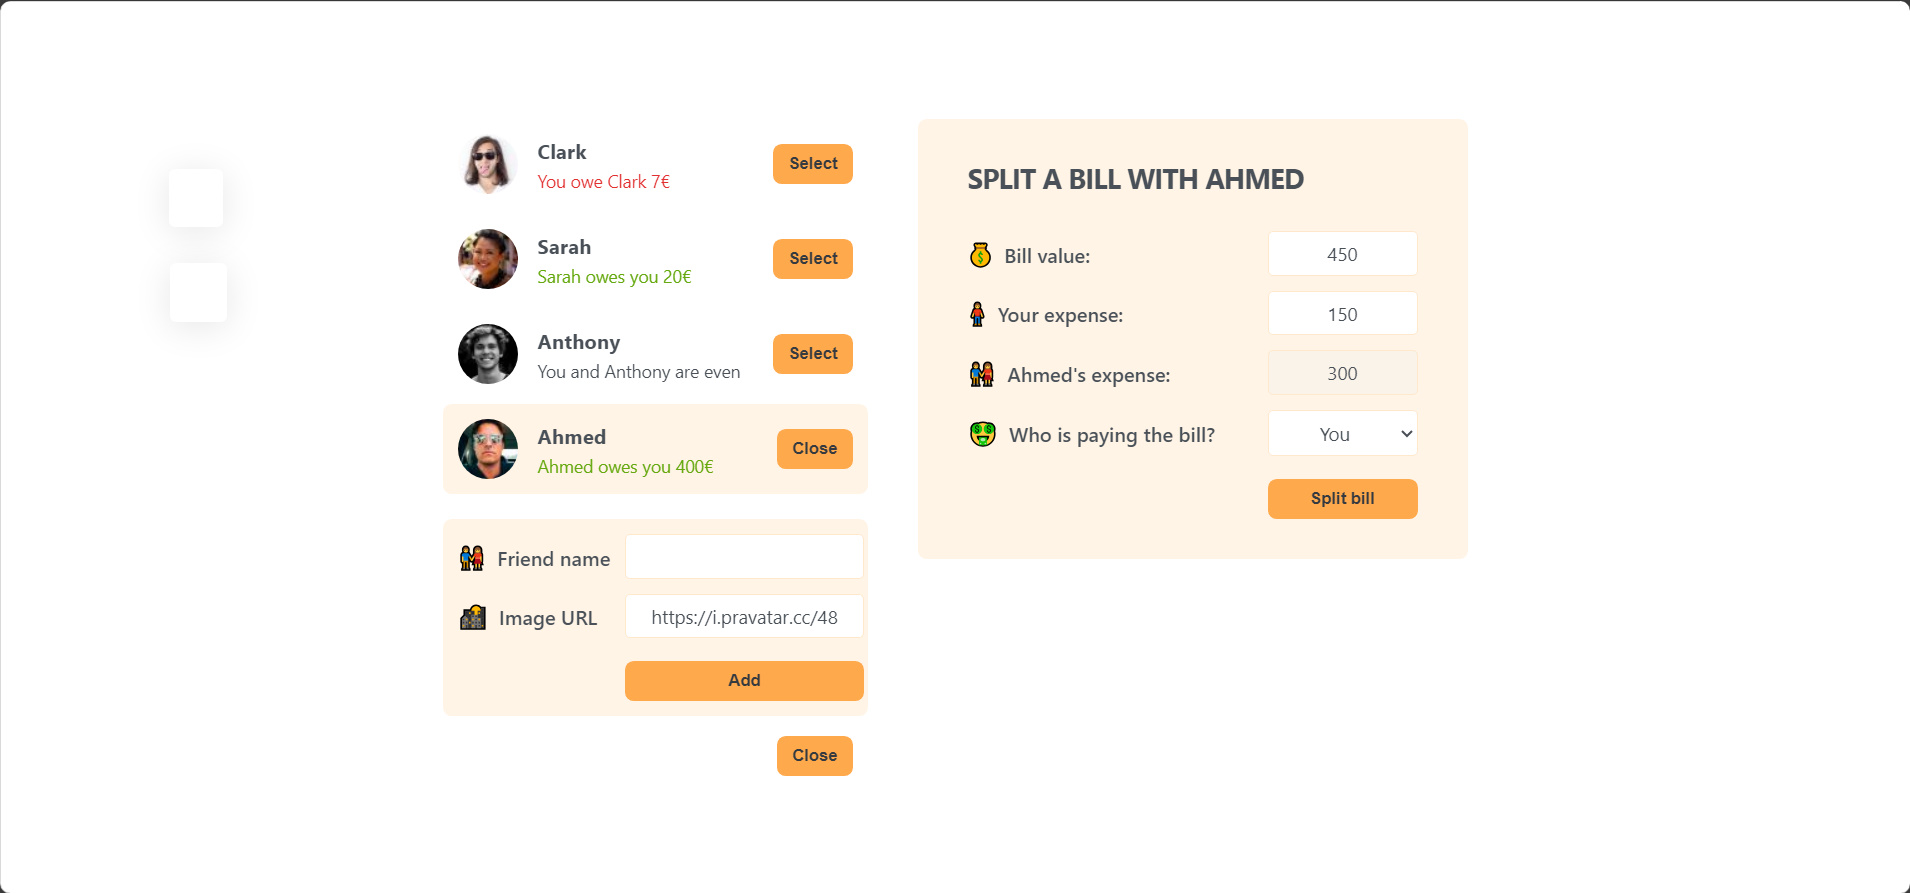 Clark
You owe Clark 7€
Select
Sarah
Sarah owes you 20€
Select
Anthony
You and Anthony are even
Select
Ahmed
Ahmed owes you 400€
Close
Friend name
Image URL
https://i.pravatar.cc/48
Add
Close
SPLIT A BILL WITH AHMED
Bill value:
450
Your expense:
150
Ahmed's expense:
300
Who is paying the bill?
You
Split bill